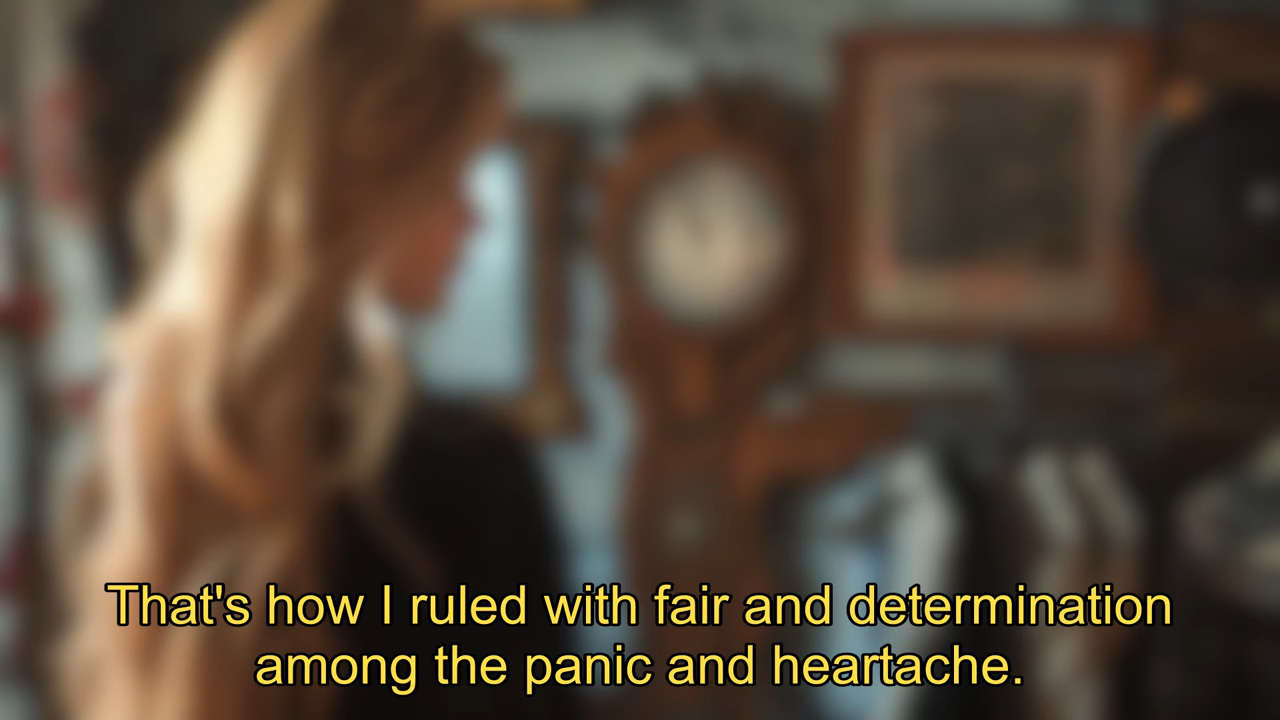 That's how I ruled with fair and determination
among the panic and heartache.